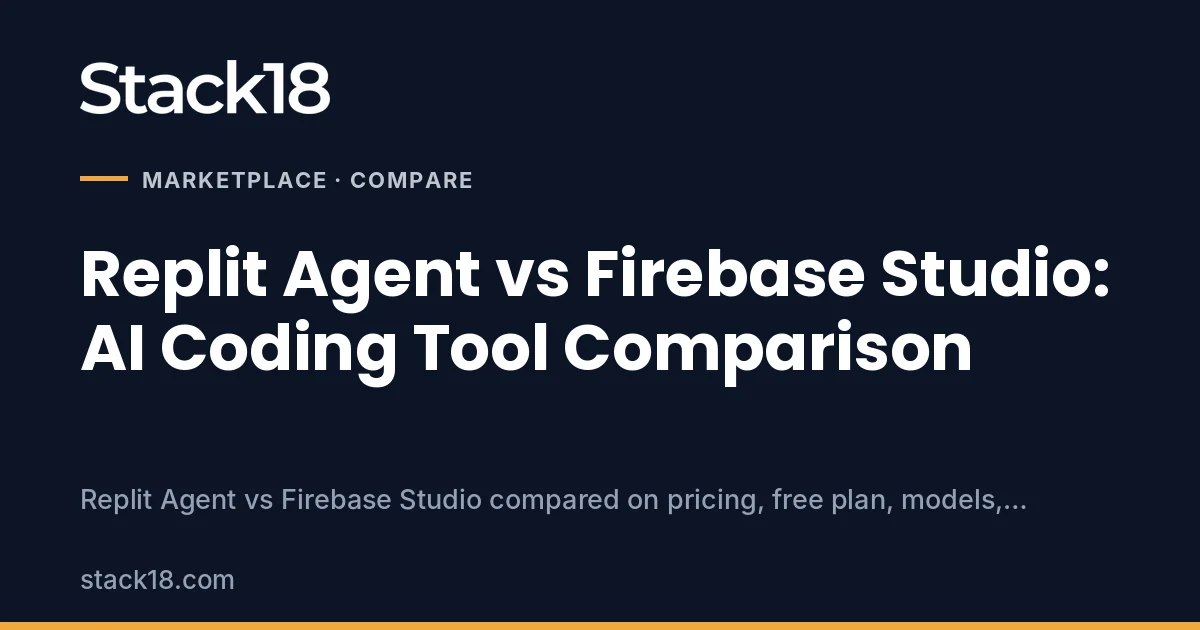 Stack18
MARKETPLACE · COMPARE
Replit Agent vs Firebase Studio:
AI Coding Tool Comparison
Replit Agent vs Firebase Studio compared on pricing, free plan, models,...
stack18.com